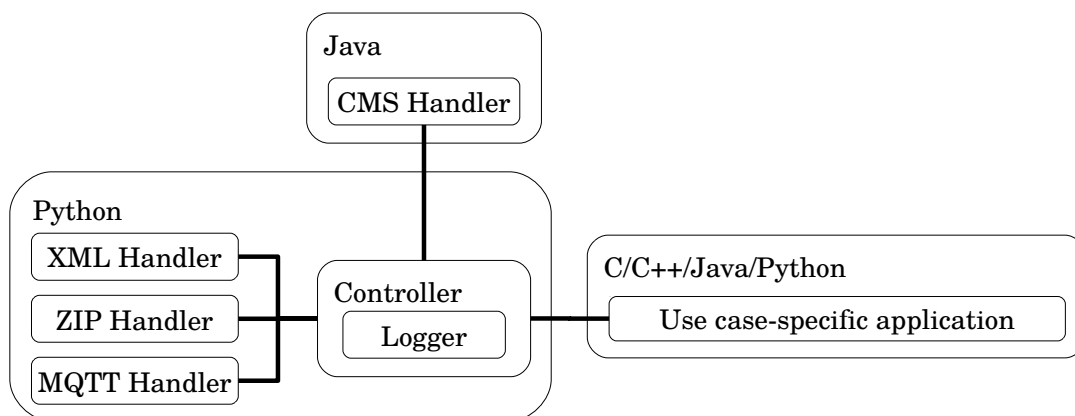 Java
CMS Handler
Python
XML Handler
ZIP Handler
MQTT Handler
Controller
Logger
C/C++/Java/Python
Use case-specific application